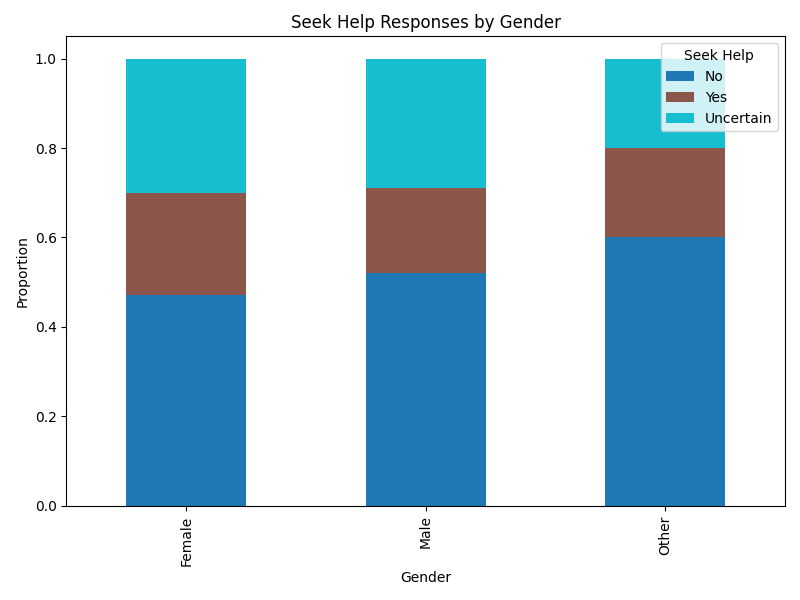 Seek Help Responses by Gender
Seek Help
No
Yes
Uncertain
Proportion
1.0
0.8
0.6
0.4
0.2
0.0
Female
Male
Other
Gender